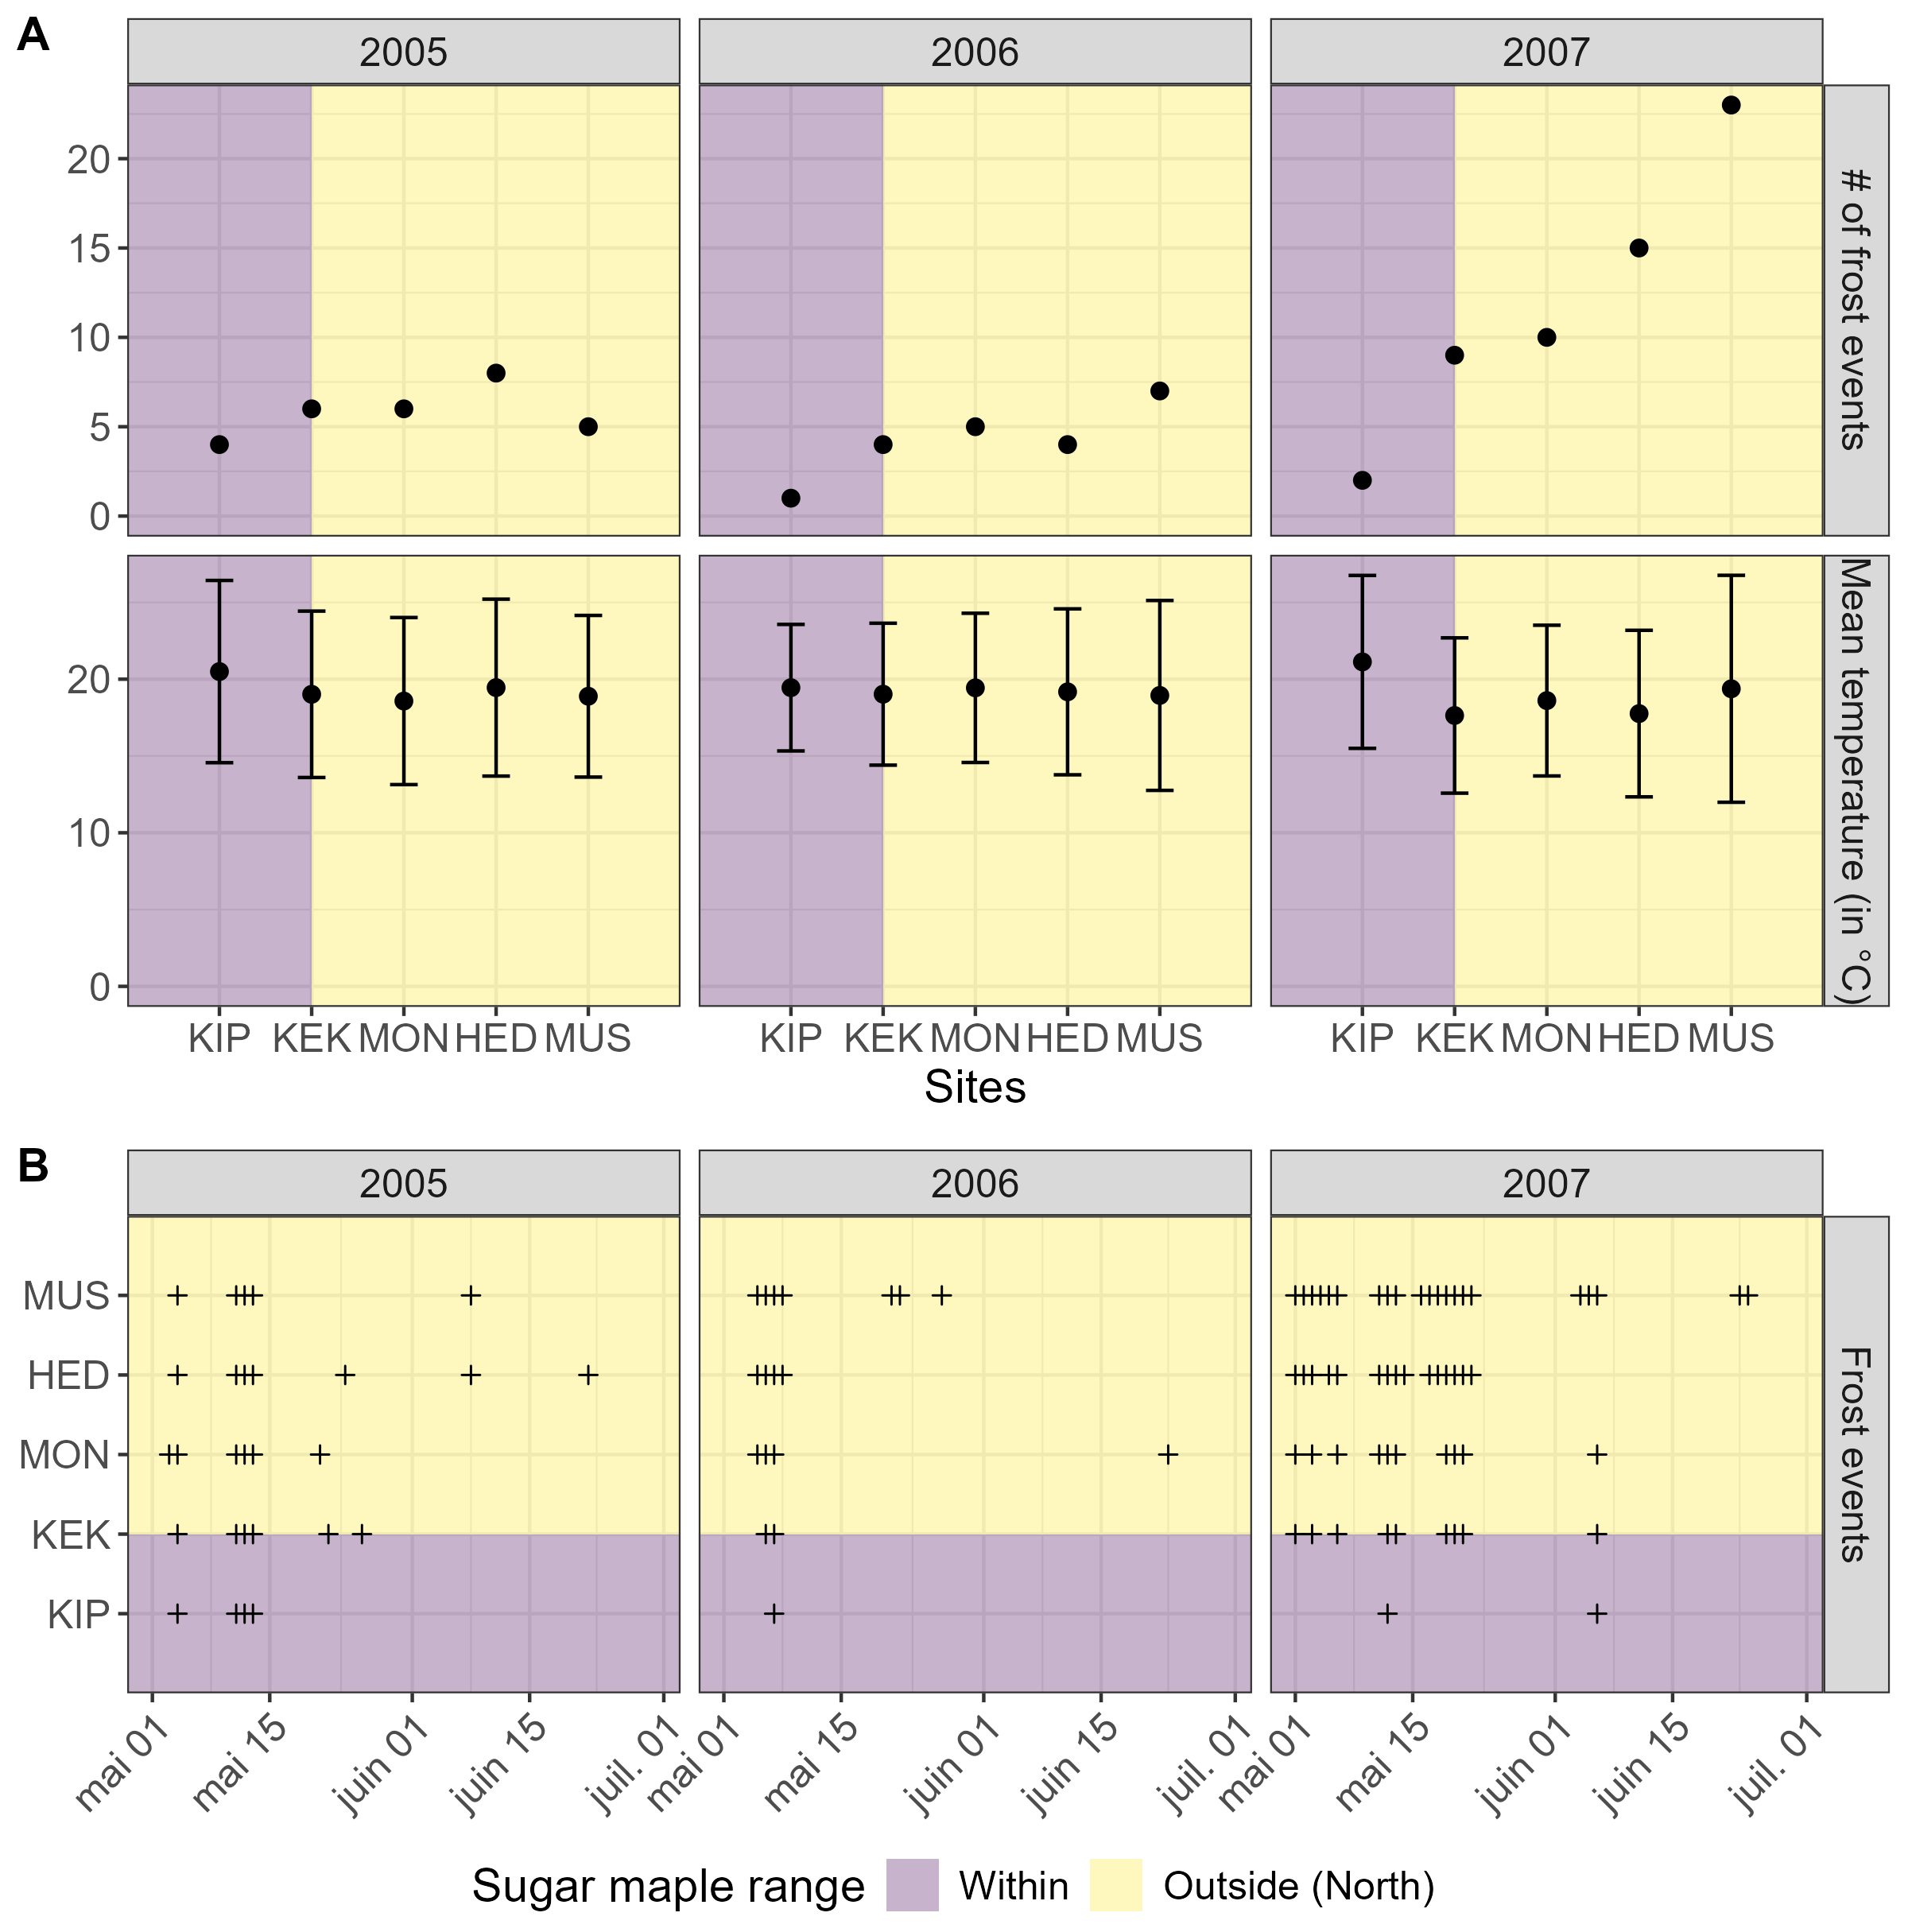 A
2005 2006 2007
20
15
10
5
0
# of frost events
20
10
0
Mean temperature (in °C)
KIP KEK MON HED MUS KIP KEK MON HED MUS KIP KEK MON HED MUS
Sites
B
2005 2006 2007
MUS
HED
MON
KEK
KIP
Frost events
mai 01 mai 15 juin 01 juin 15 juil. 01 mai 01 mai 15 juin 01 juin 15 juil. 01 mai 01 mai 15 juin 01 juin 15 juil. 01
Sugar maple range Within Outside (North)